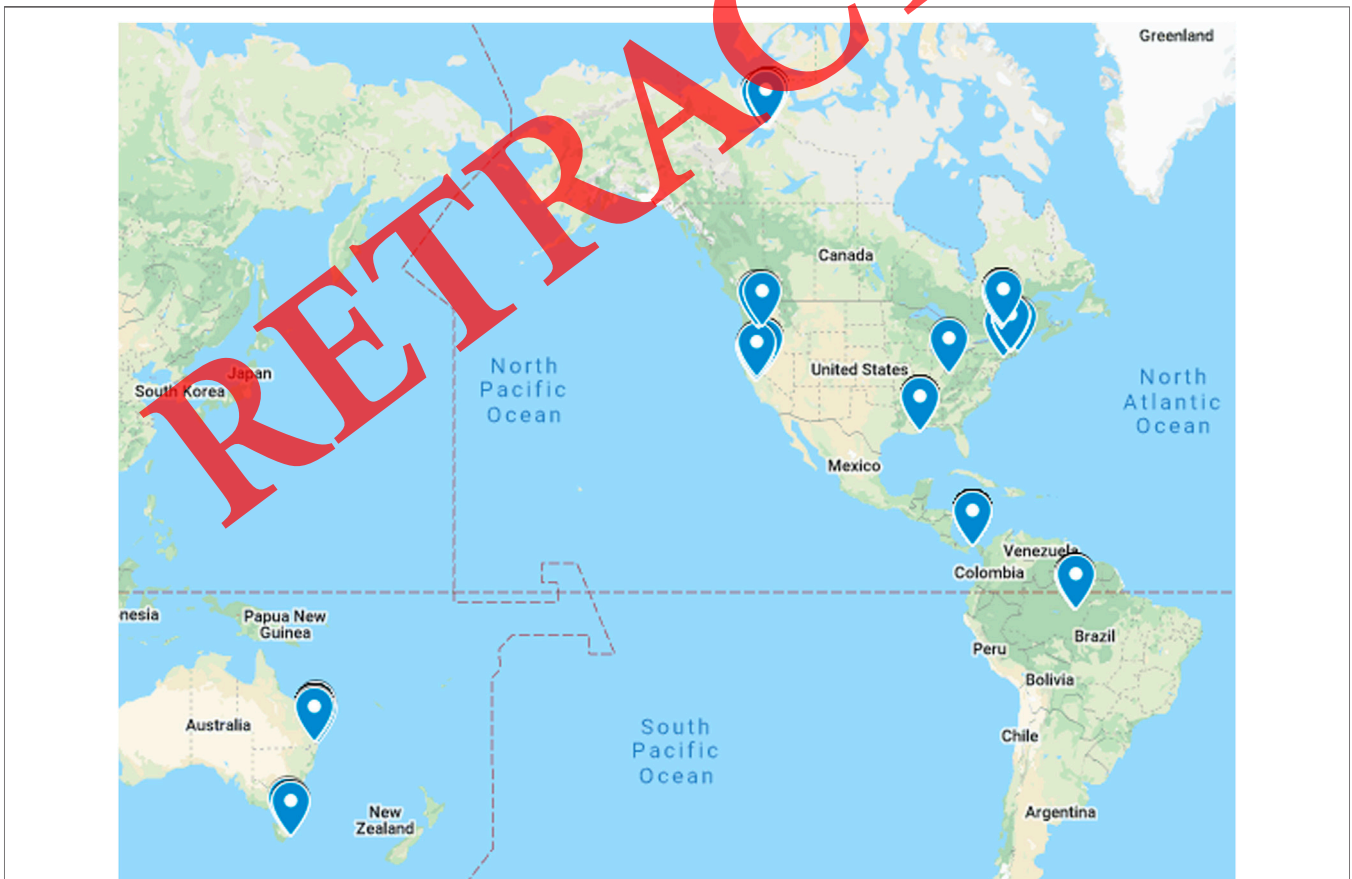 Greenland
RETRAC
Canada
United States
North
Pacific
Ocean
Japan
South Korea
North
Atlantic
Ocean
Mexico
Venezuela
Colombia
nesia
Papua New
Guinea
Brazil
Peru
Bolivia
Australia
South
Pacific
Ocean
Chile
New
Zealand
Argentina